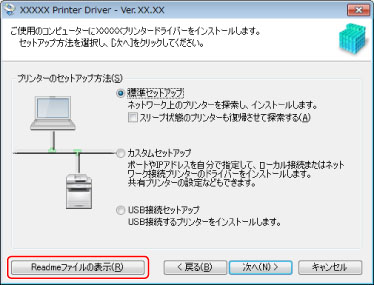 XXXXX Printer Driver - Ver. XX.XX
ご使用のコンピューターにXXXXXプリンタードライバーをインストールします。
セットアップ方法を選択し、[次へ]をクリックしてください。
プリンターのセットアップ方法(S)
標準セットアップ
ネットワーク上のプリンターを探索し、インストールします。
スリープ状態のプリンターも復帰させて探索する(A)
カスタムセットアップ
ポートやIPアドレスを自分で指定して、ローカル接続またはネット
ワーク接続プリンターのドライバーをインストールします。
共有プリンターの設定などもできます。
USB接続セットアップ
USB接続するプリンターをインストールします。
Readmeファイルの表示(R)
< 戻る(B)
次へ(N) >
キャンセル